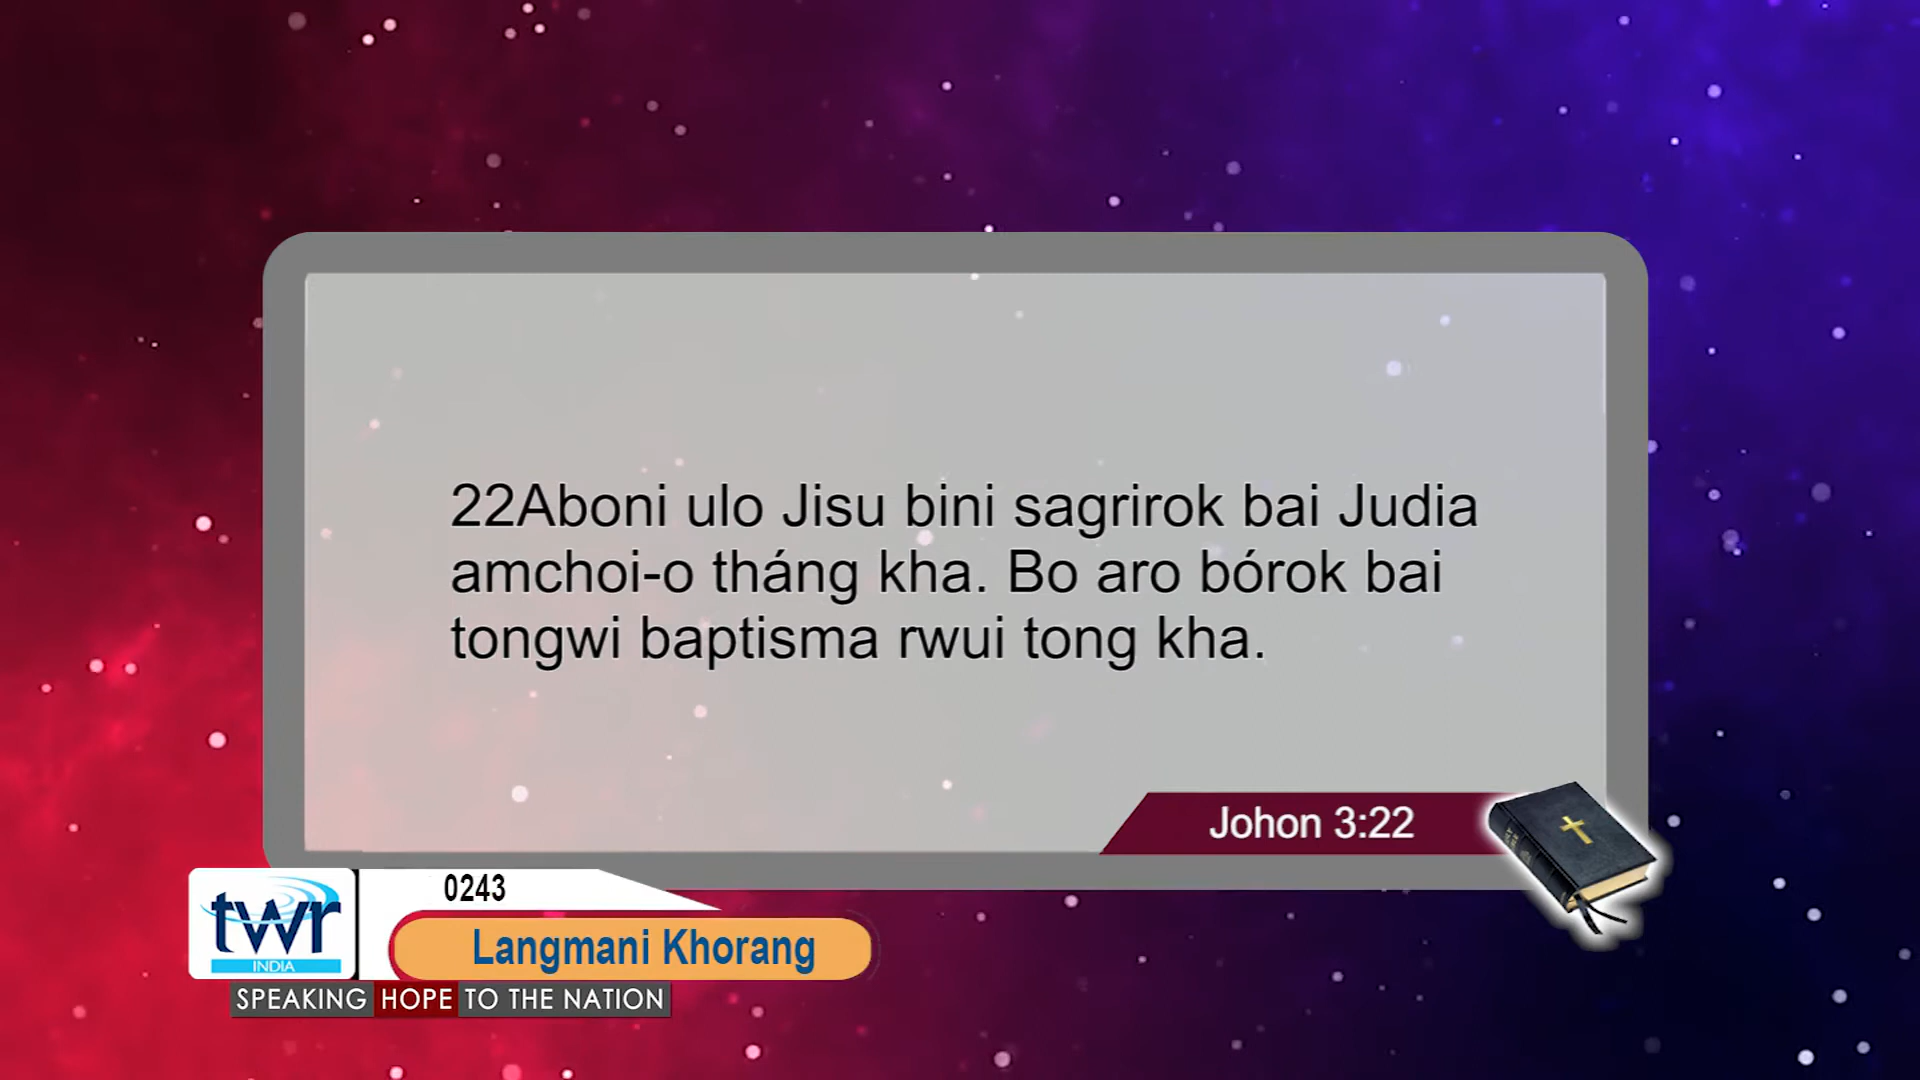 22Aboni ulo Jisu bini sagrirok bai Judia
amchoi-o tháng kha. Bo aro bórok bai
tongwi baptisma rwui tong kha.
Johon 3:22
0243
twr
INDIA
Langmani Khorang
SPEAKING HOPE TO THE NATION